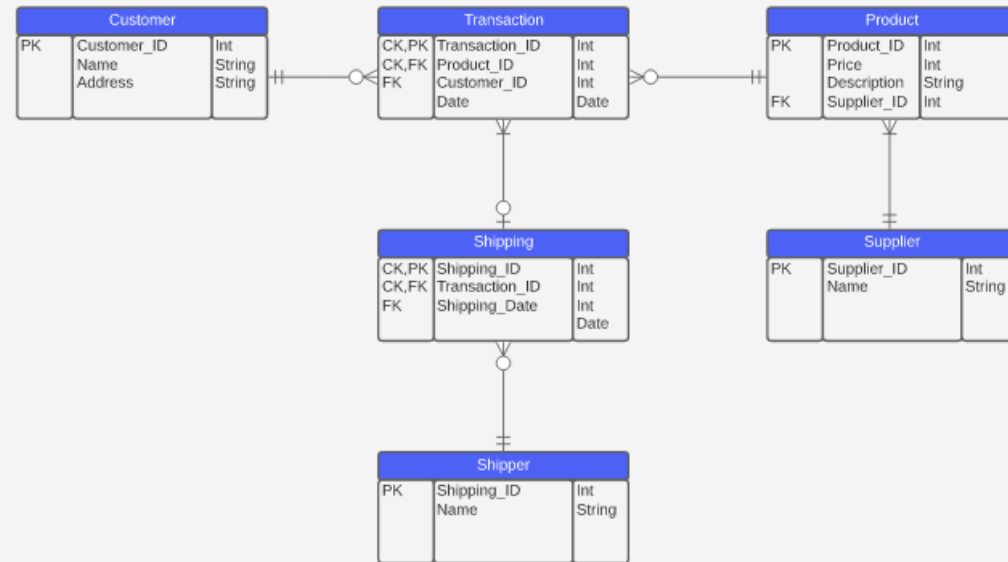 Customer
PK Customer_ID Int
Name String
Address String
Transaction
CK,PK Transaction_ID Int
CK,FK Product_ID Int
FK Customer_ID Int
Date Date
Product
PK Product_ID Int
Price Int
Description String
FK Supplier_ID Int
Shipping
CK,PK Shipping_ID Int
CK,FK Transaction_ID Int
FK Shipping_Date Int
Date
Supplier
PK Supplier_ID Int
Name String
Shipper
PK Shipping_ID Int
Name String